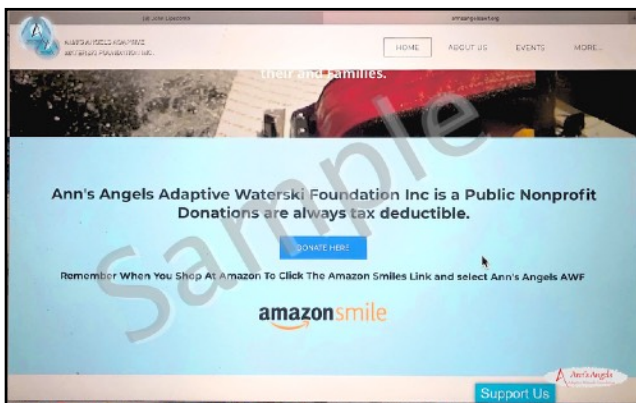 HOME
ABOUT US
EVENTS
MORE...
their and Families.
Ann's Angels Adaptive Waterski Foundation Inc is a Public Nonprofit
Donations are always tax deductible.
DONATE HERE
Remember When You Shop At Amazon To Click The Amazon Smiles Link and select Ann's Angels AWF
amazonsmile
Sample
Ann's Angels
Support Us